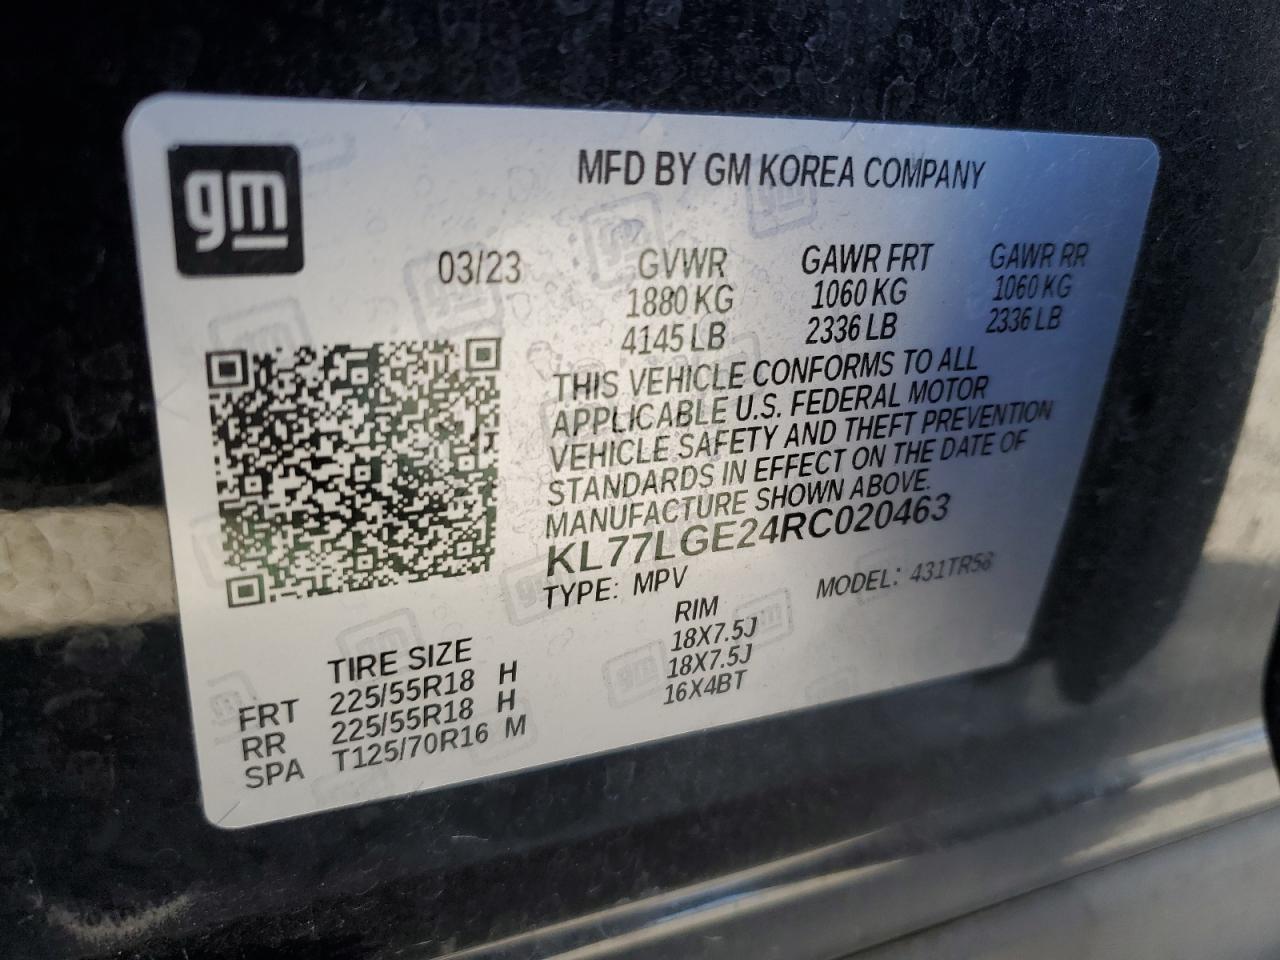 gm
MFD BY GM KOREA COMPANY
03/23 GVWR GAWR FRT GAWR RR
1880 KG 1060 KG 1060 KG
4145 LB 2336 LB 2336 LB
THIS VEHICLE CONFORMS TO ALL
APPLICABLE U.S. FEDERAL MOTOR
VEHICLE SAFETY AND THEFT PREVENTION
STANDARDS IN EFFECT ON THE DATE OF
MANUFACTURE SHOWN ABOVE.
KL77LGE24RC020463
TYPE: MPV MODEL: 431TR58
TIRE SIZE RIM
FRT 225/55R18 H 18X7.5J
RR 225/55R18 H 18X7.5J
SPA T125/70R16 M 16X4BT